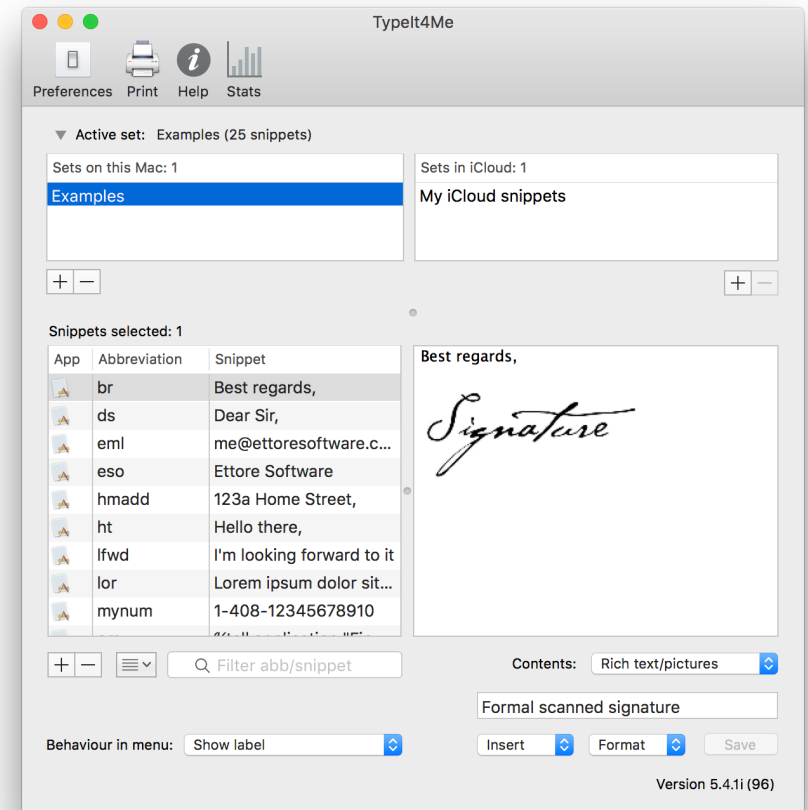 TypeIt4Me
Preferences Print Help Stats
Active set: Examples (25 snippets)
Sets on this Mac: 1
Examples
Sets in iCloud: 1
My iCloud snippets
Snippets selected: 1
App Abbreviation Snippet
br Best regards,
ds Dear Sir,
eml me@ettoresoftware.c...
eso Ettore Software
hmadd 123a Home Street,
ht Hello there,
lfwd I'm looking forward to it
lor Lorem ipsum dolor sit...
mynum 1-408-12345678910
Best regards,
Signature
Filter abb/snippet
Contents: Rich text/pictures
Formal scanned signature
Behaviour in menu: Show label
Insert Format Save
Version 5.4.1i (96)